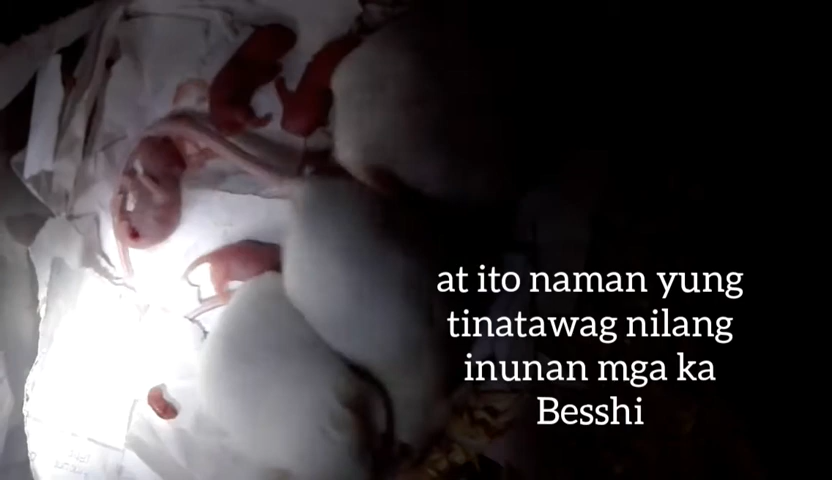 at ito naman yung
tinatawag nilang
inunan mga ka
Besshi